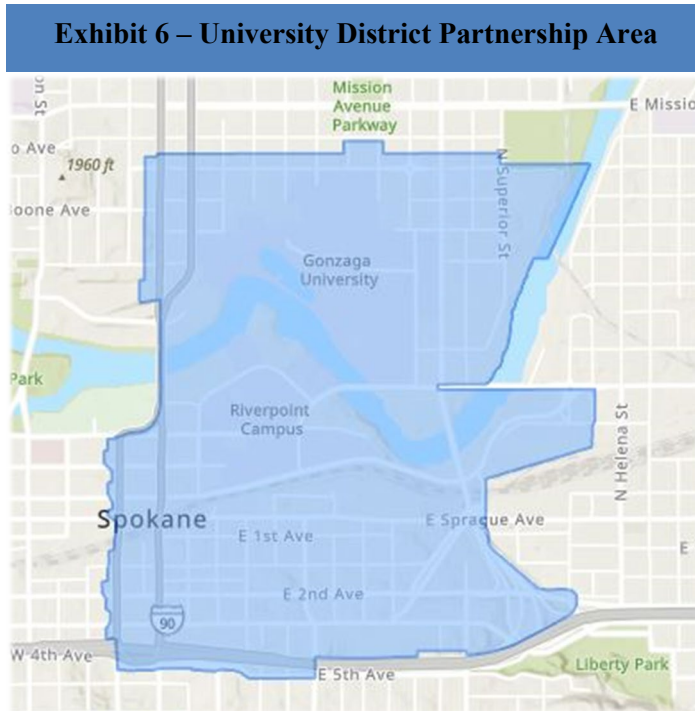 Exhibit 6 – University District Partnership Area
Mission
Avenue
Parkway
E Missio
on St
o Ave
1960 ft
oone Ave
N Superior St
Gonzaga
University
Park
Riverpoint
Campus
N Helena St
Spokane
E Sprague Ave
E 1st Ave
E
E 2nd Ave
90
W 4th Ave
E 5th Ave
Liberty Park